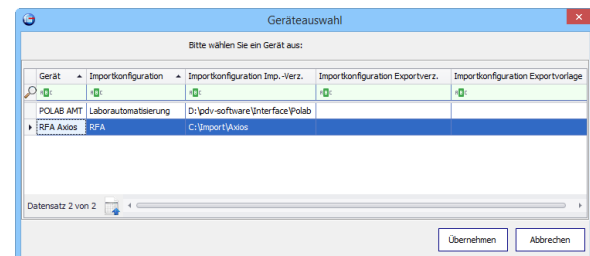 Geräteauswahl
Bitte wählen Sie ein Gerät aus:
Gerät Importkonfiguration Importkonfiguration Imp.-Verz. Importkonfiguration Exportverz. Importkonfiguration Exportvorlage
POLAB AMT Laborautomatisierung D:\pdv-software\Interface\Polab
RFA Axios RFA C:\Import\Axios
Datensatz 2 von 2
Übernehmen Abbrechen